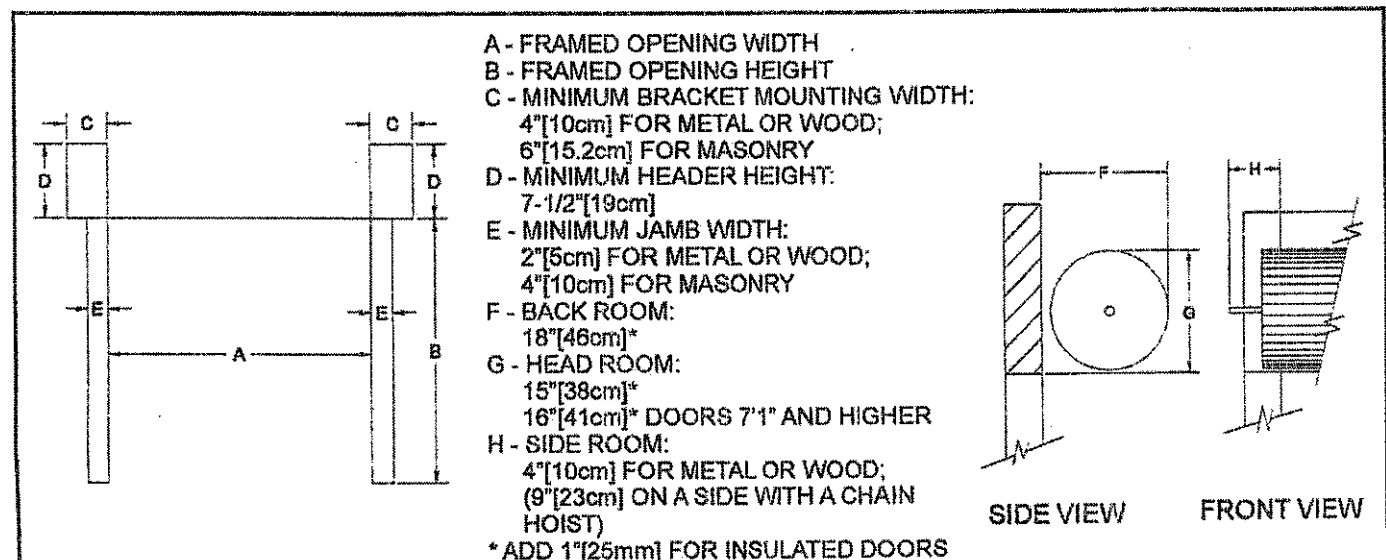 A - FRAMED OPENING WIDTH
B - FRAMED OPENING HEIGHT
C - MINIMUM BRACKET MOUNTING WIDTH:
4"[10cm] FOR METAL OR WOOD;
6"[15.2cm] FOR MASONRY
D - MINIMUM HEADER HEIGHT:
7-1/2"[19cm]
E - MINIMUM JAMB WIDTH:
2"[5cm] FOR METAL OR WOOD;
4"[10cm] FOR MASONRY
F - BACK ROOM:
18"[46cm]*
G - HEAD ROOM:
15"[38cm]*
16"[41cm]* DOORS 7'1" AND HIGHER
H - SIDE ROOM:
4"[10cm] FOR METAL OR WOOD;
(9"[23cm] ON A SIDE WITH A CHAIN
HOIST)
* ADD 1"[25mm] FOR INSULATED DOORS
C
C
D
D
E
E
A
B
F
G
H
SIDE VIEW
FRONT VIEW